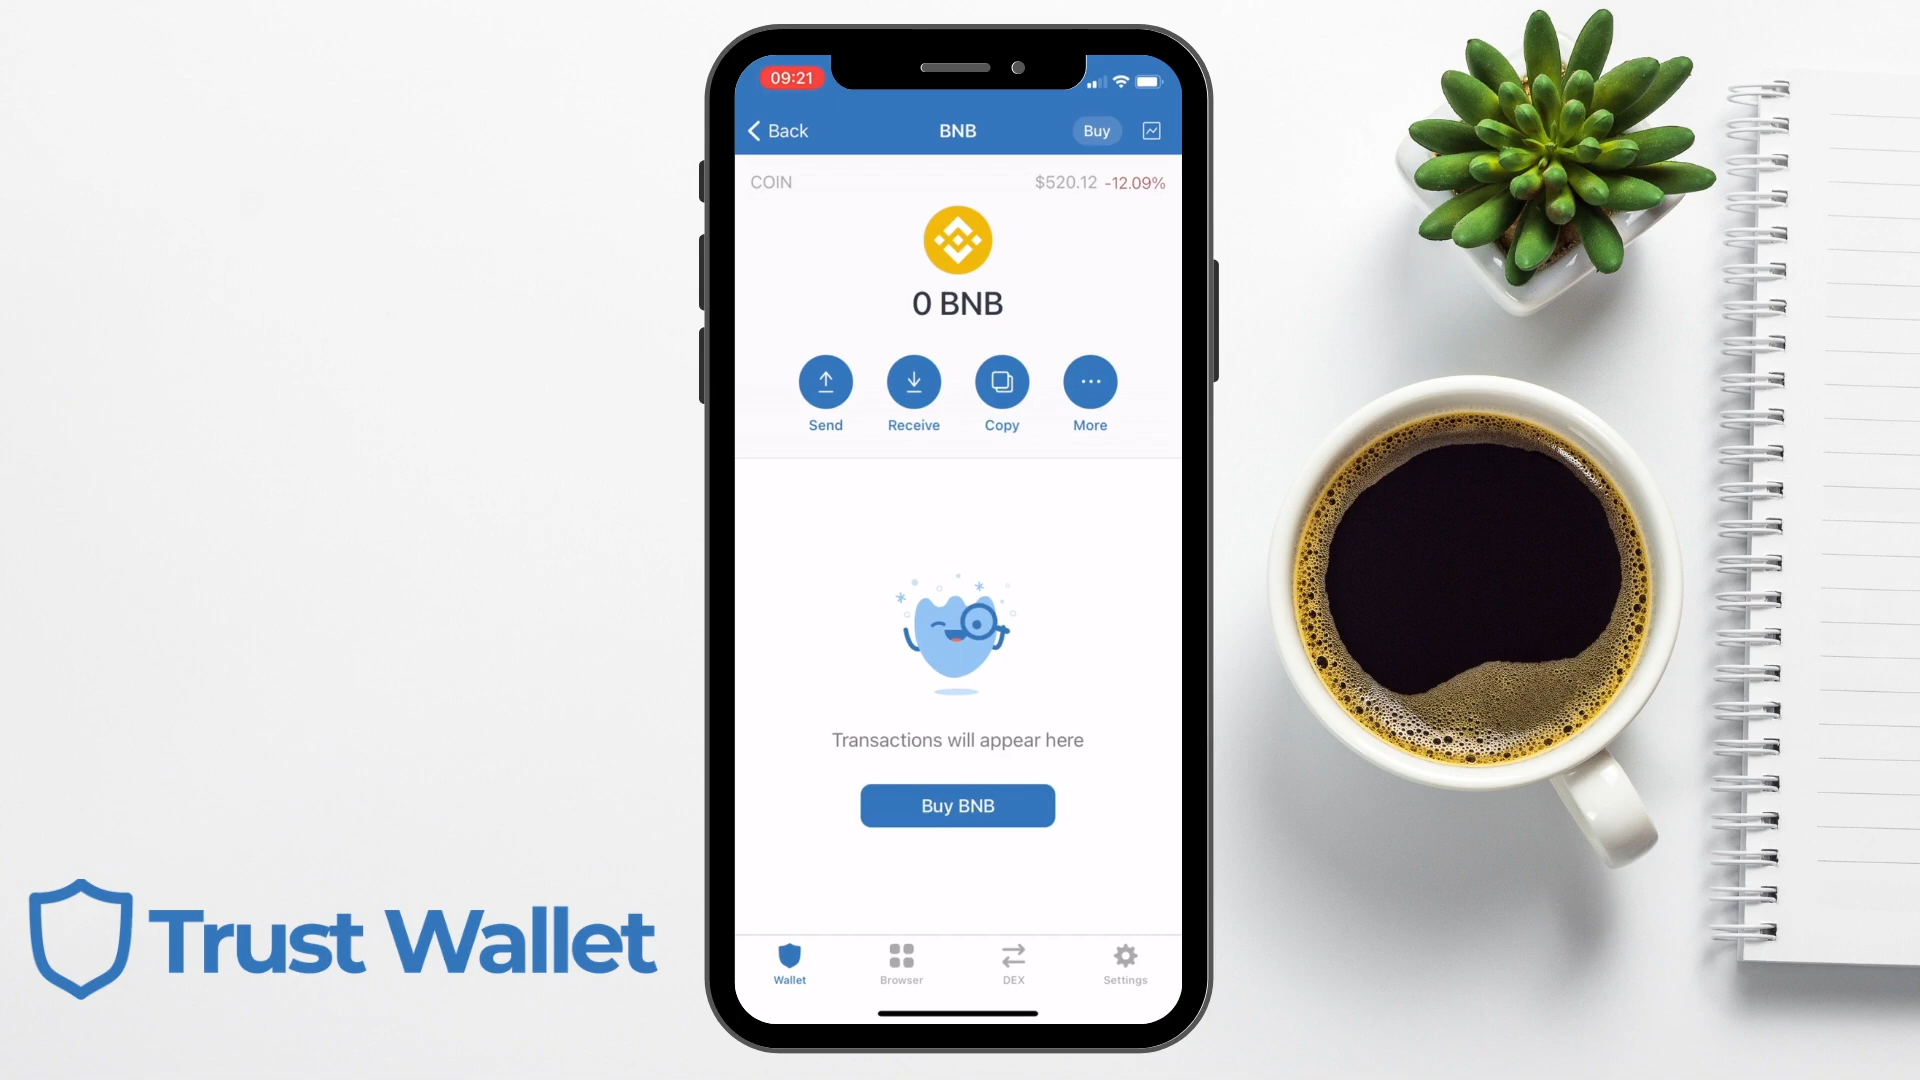 09:21
Back
BNB
Buy
COIN
$520.12 -12.09%
0 BNB
Send
Receive
Copy
More
Transactions will appear here
Buy BNB
Wallet
Browser
DEX
Settings
Trust Wallet